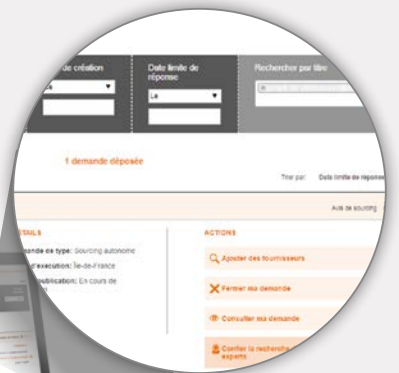 de création
Date limite de
réponse
Rechercher par titre
Le
1 demande déposée
Trier par: Date limite de réponse
Avis de sourcing
ACTIONS
de type: Sourcing autonome
d'exécution: Île-de-France
publication: En cours de
Ajouter des fournisseurs
Fermer ma demande
Consulter ma demande
Confier la recherche
experts